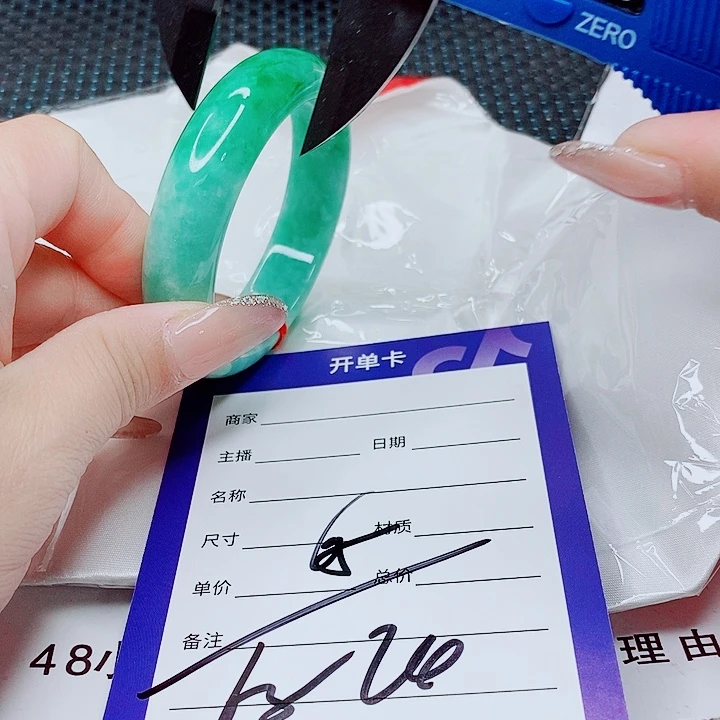 ZERO
开单卡
商家
主播 日期
名称
尺寸 材质
单价 总价
备注
48小 理由